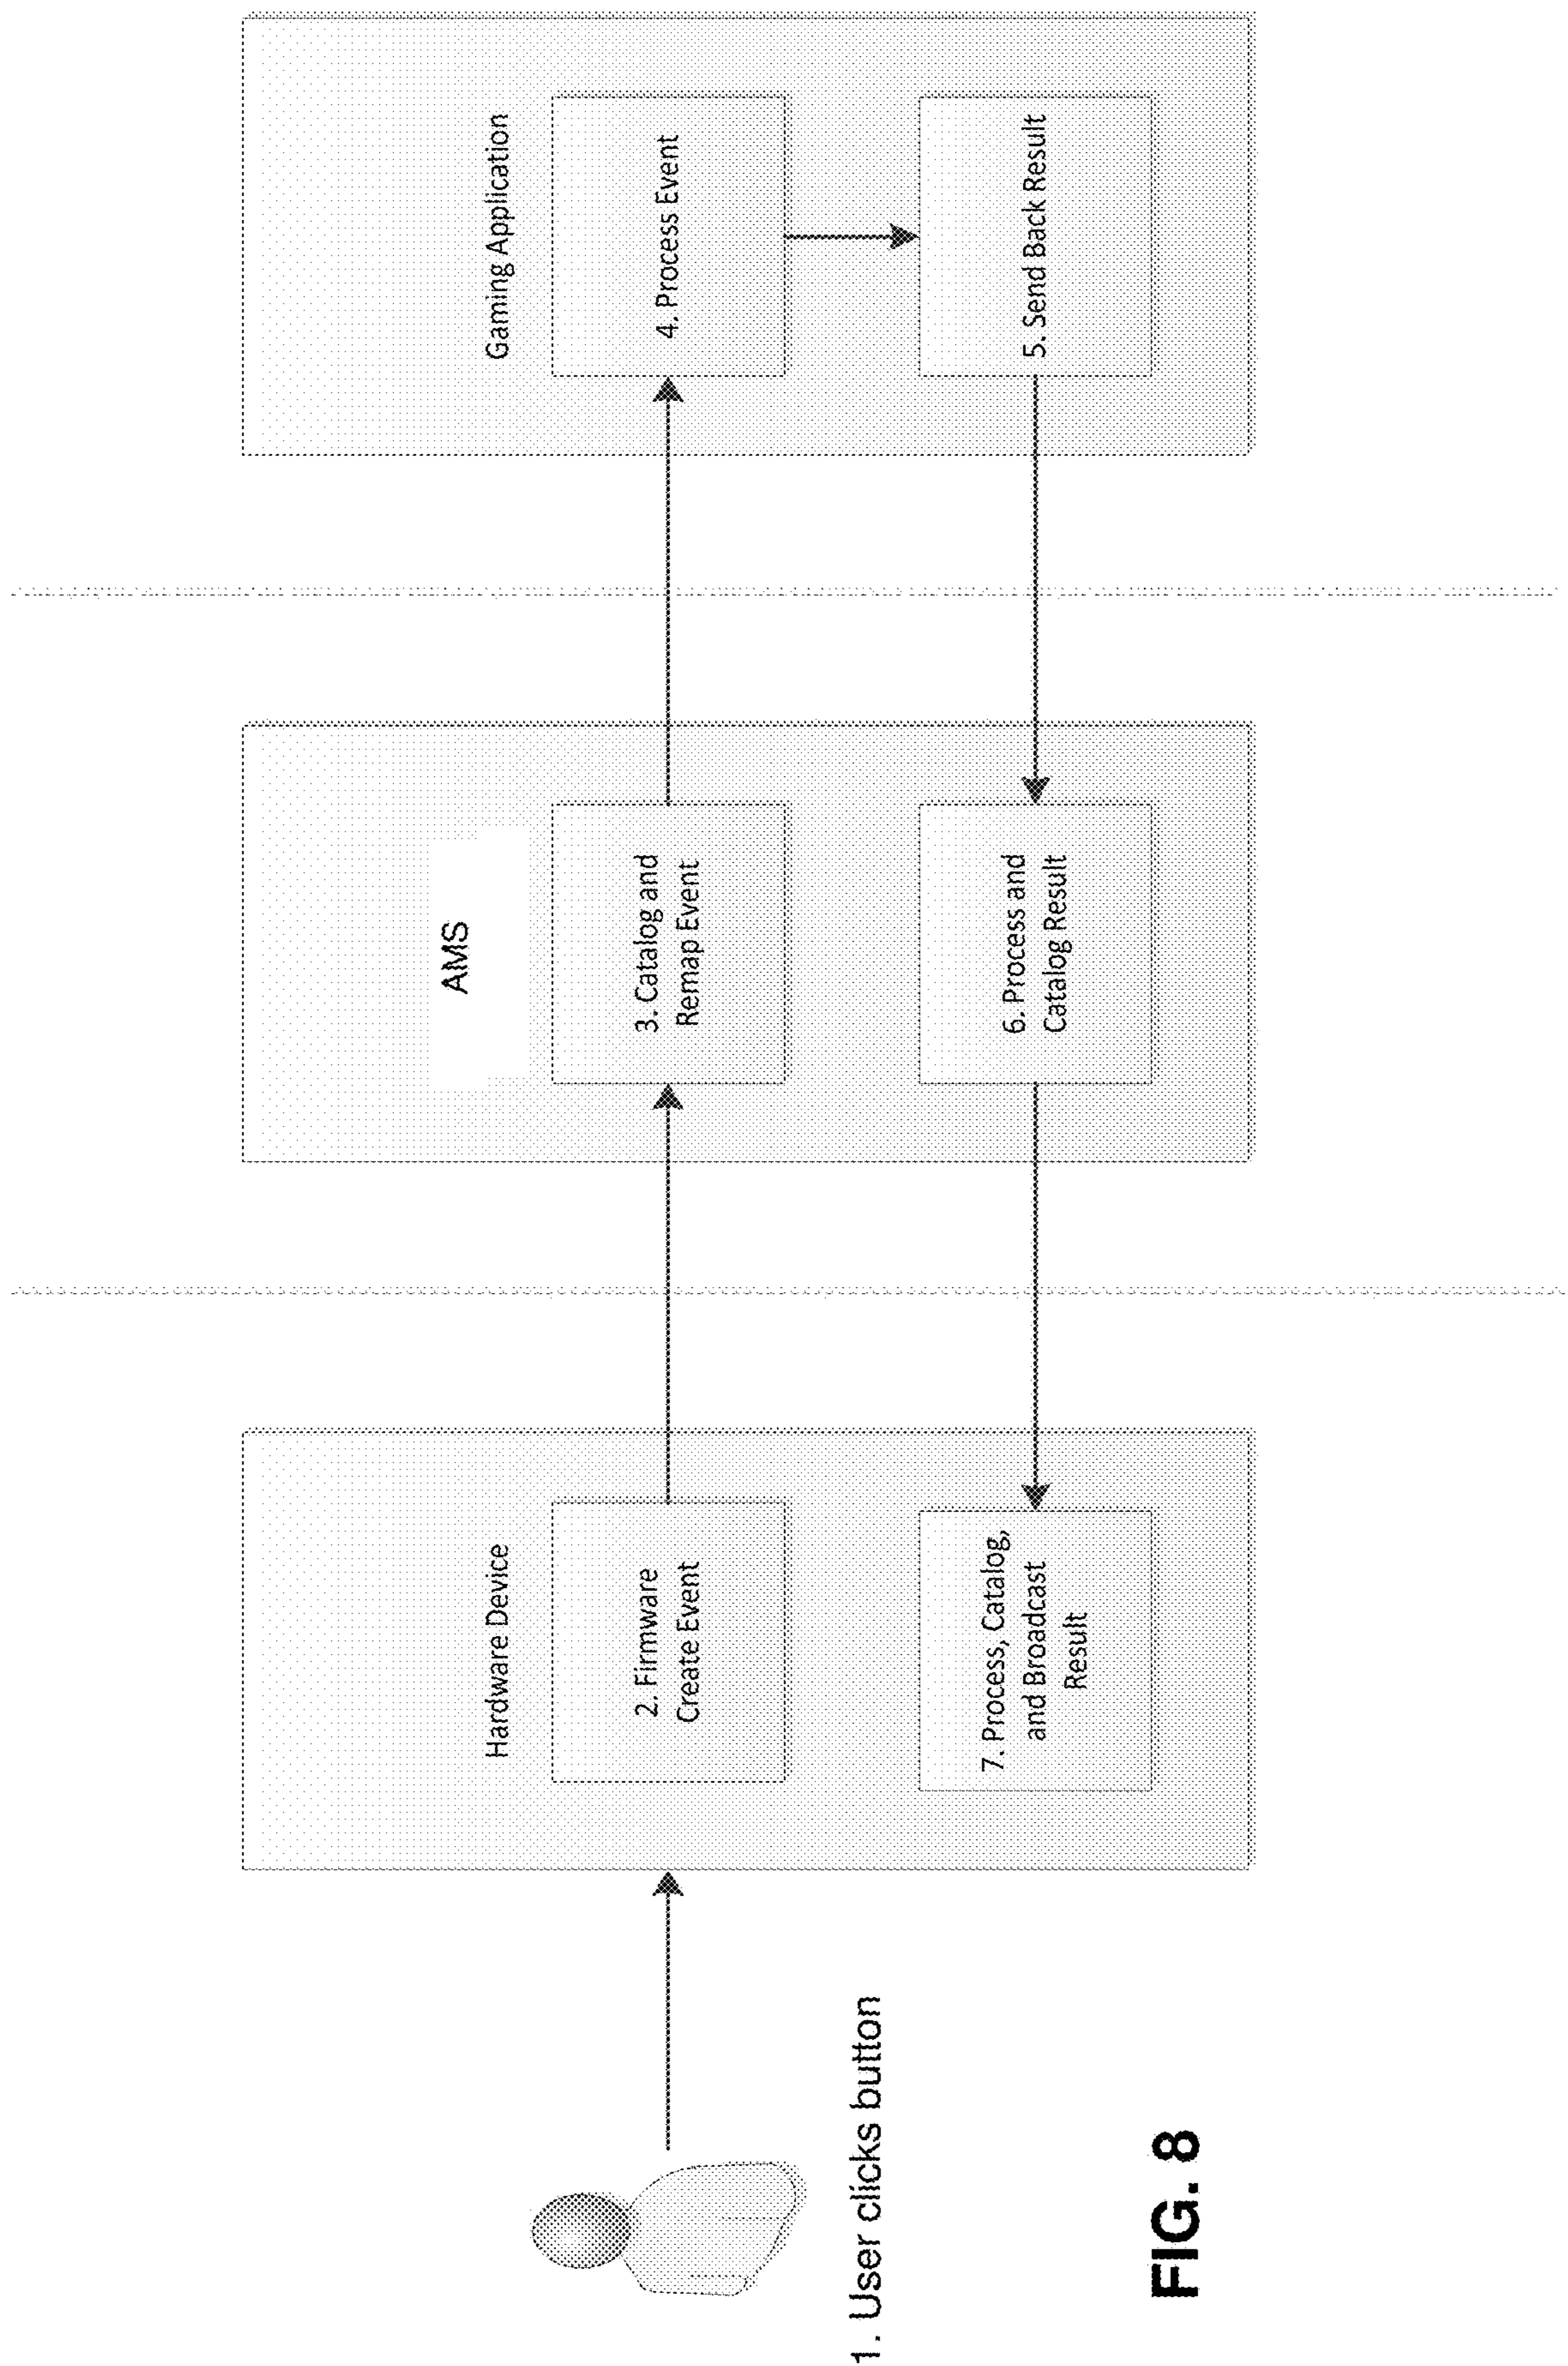 1. User clicks button
Hardware Device
2. Firmware
Create Event
7. Process, Catalog,
and Broadcast
Result
AMS
3. Catalog and
Remap Event
6. Process and
Catalog Result
Gaming Application
4. Process Event
5. Send Back Result
FIG. 8